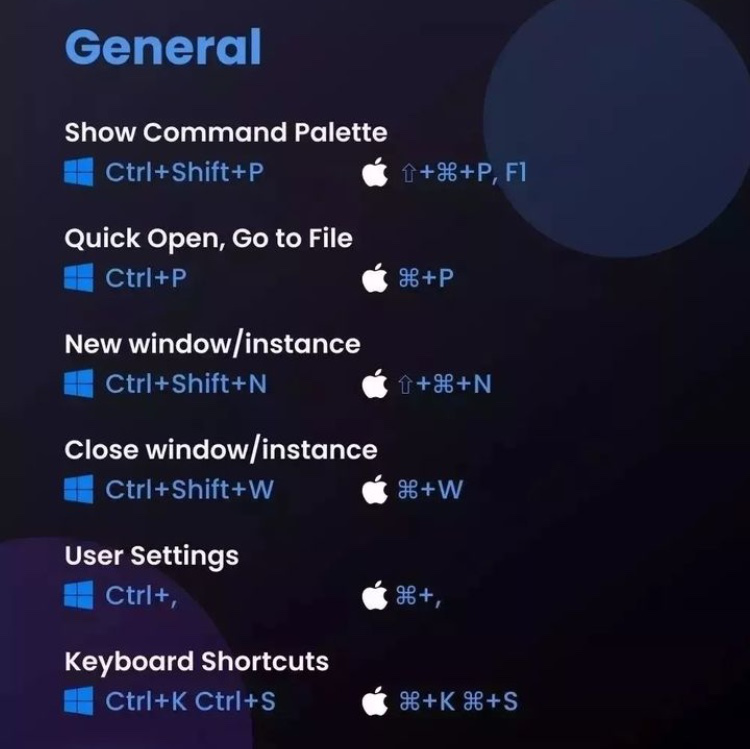 General
Show Command Palette
Ctrl+Shift+P ⇧+⌘+P, F1
Quick Open, Go to File
Ctrl+P ⌘+P
New window/instance
Ctrl+Shift+N ⇧+⌘+N
Close window/instance
Ctrl+Shift+W ⌘+W
User Settings
Ctrl+, ⌘+,
Keyboard Shortcuts
Ctrl+K Ctrl+S ⌘+K ⌘+S